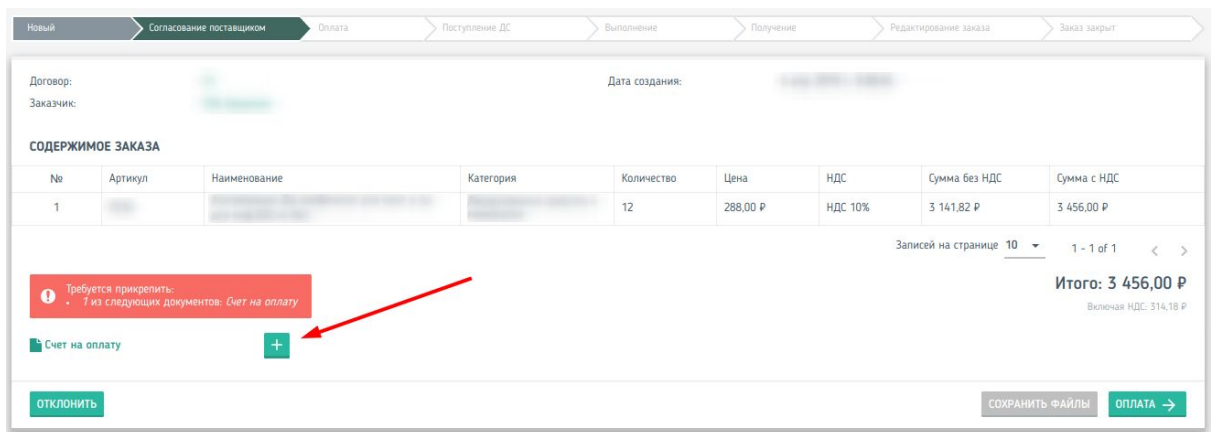 Новый Согласование поставщиком Оплата Поступление ДС Выполнение Получение Редактирование заказа Заказ закрыт
Договор: Дата создания:
Заказчик:
СОДЕРЖИМОЕ ЗАКАЗА
№ Артикул Наименование Категория Количество Цена НДС Сумма без НДС Сумма с НДС
1 12 288,00 ₽ НДС 10% 3 141,82 ₽ 3 456,00 ₽
Записей на странице 10 1 - 1 of 1
Требуется прикрепить:
• 1 из следующих документов: Счет на оплату
Итого: 3 456,00 ₽
Включая НДС: 314,18 ₽
Счет на оплату
ОТКЛОНИТЬ СОХРАНИТЬ ФАЙЛЫ ОПЛАТА →